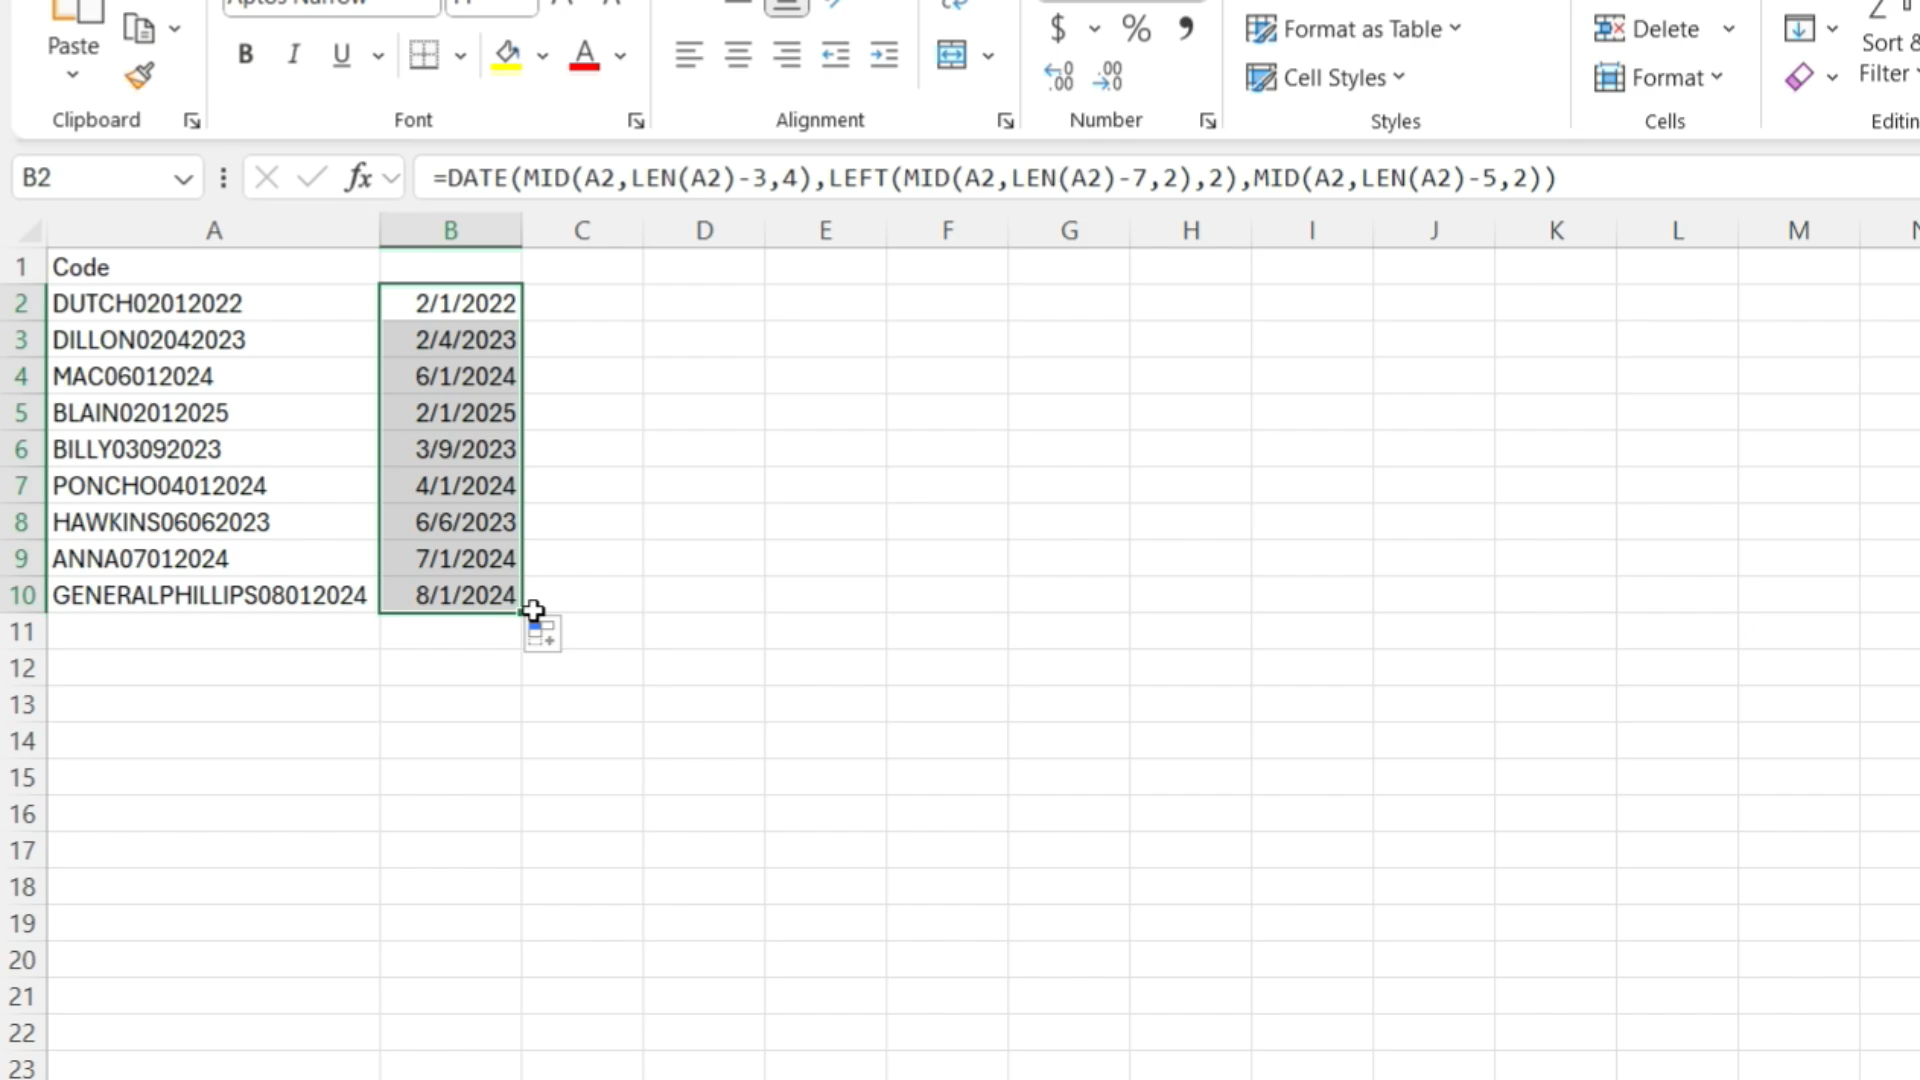 Paste
B I U A
$ % 9
.00 .00
Format as Table
Cell Styles
Delete
Format
Sort &
Filter
Clipboard Font Alignment Number Styles Cells
B2 fx =DATE(MID(A2,LEN(A2)-3,4),LEFT(MID(A2,LEN(A2)-7,2),2),MID(A2,LEN(A2)-5,2))
A B C D E F G H I J K L M
1 Code
2 DUTCH02012022 2/1/2022
3 DILLON02042023 2/4/2023
4 MAC06012024 6/1/2024
5 BLAIN02012025 2/1/2025
6 BILLY03092023 3/9/2023
7 PONCHO04012024 4/1/2024
8 HAWKINS06062023 6/6/2023
9 ANNA07012024 7/1/2024
10 GENERALPHILLIPS08012024 8/1/2024
11
12
13
14
15
16
17
18
19
20
21
22
23